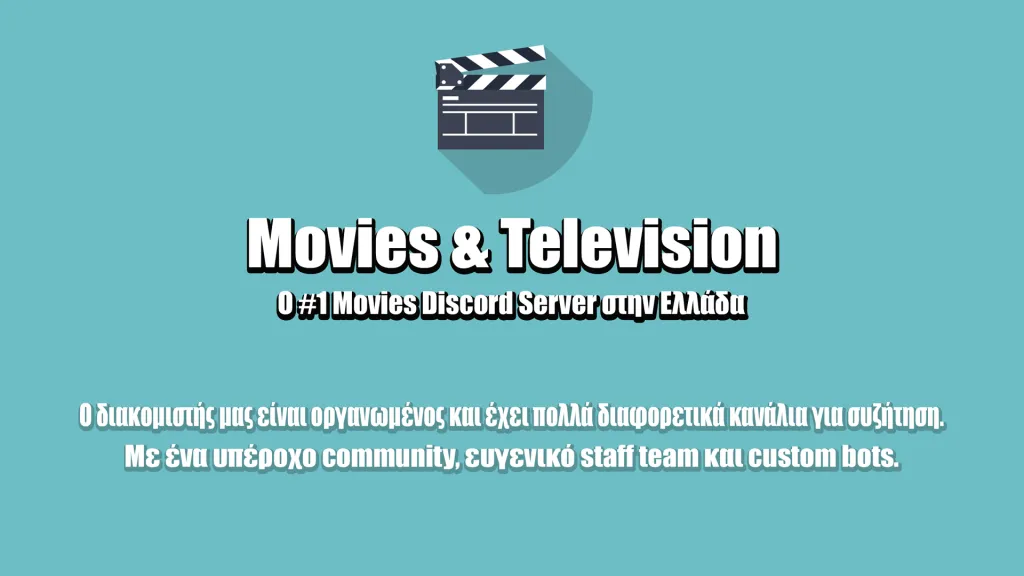 Movies & Television
Ο #1 Movies Discord Server στην Ελλάδα
Ο διακομιστής μας είναι οργανωμένος και έχει πολλά διαφορετικά κανάλια για συζήτηση.
Με ένα υπέροχο community, ευγενικό staff team και custom bots.